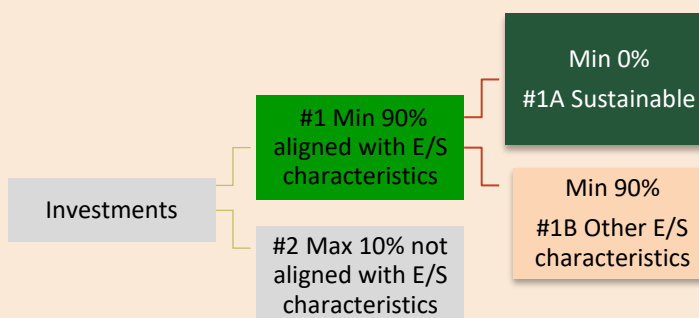 Investments
#1 Min 90%
aligned with E/S
characteristics
#2 Max 10% not
aligned with E/S
characteristics
Min 0%
#1A Sustainable
Min 90%
#1B Other E/S
characteristics